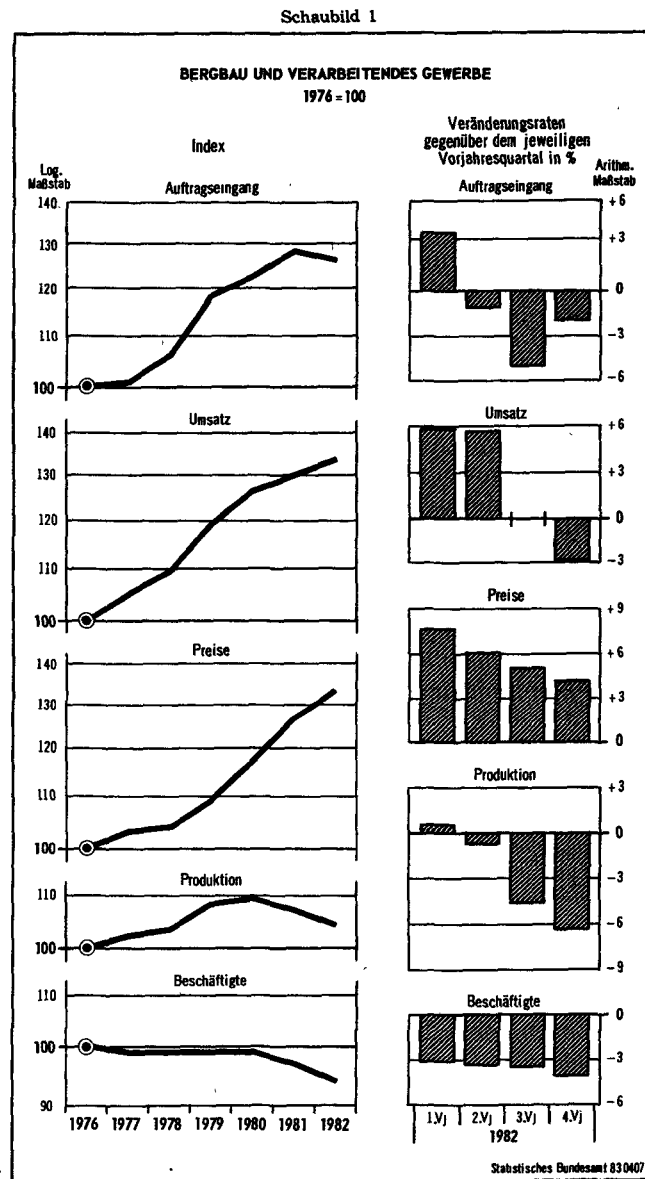 Schaubild 1
BERGBAU UND VERARBEITENDES GEWERBE
1976 = 100
Index
Log.
Maßstab
Auftragseingang
140
130
120
110
100
Umsatz
140
130
120
110
100
Preise
140
130
120
110
100
Produktion
110
100
Beschäftigte
110
100
90
1976 1977 1978 1979 1980 1981 1982
Veränderungsraten
gegenüber dem jeweiligen
Vorjahresquartal in %
Arithm.
Maßstab
Auftragseingang
+6
+3
0
−3
−6
Umsatz
+6
+3
0
−3
Preise
+9
+6
+3
0
Produktion
+3
0
−3
−6
−9
Beschäftigte
0
−3
−6
1.Vj 2.Vj 3.Vj 4.Vj
1982
Statistisches Bundesamt 830407